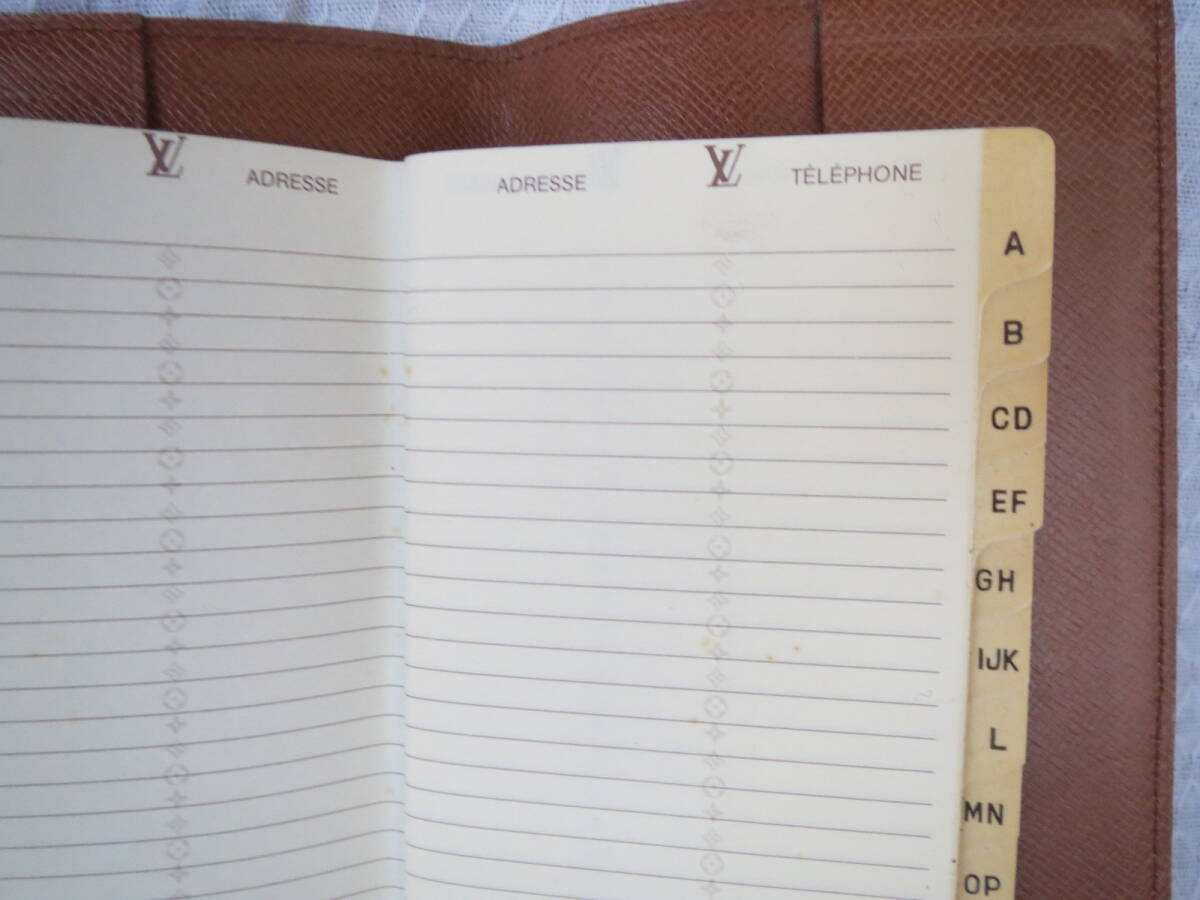 LV ADRESSE
ADRESSE LV TÉLÉPHONE
A
B
CD
EF
GH
IJK
L
MN
OP